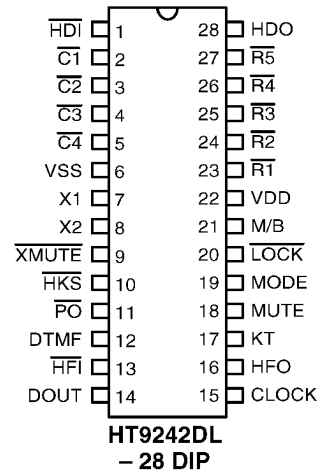 HDI 1 28 HDO
C1 2 27 R5
C2 3 26 R4
C3 4 25 R3
C4 5 24 R2
VSS 6 23 R1
X1 7 22 VDD
X2 8 21 M/B
XMUTE 9 20 LOCK
HKS 10 19 MODE
PO 11 18 MUTE
DTMF 12 17 KT
HFI 13 16 HFO
DOUT 14 15 CLOCK
HT9242DL
– 28 DIP